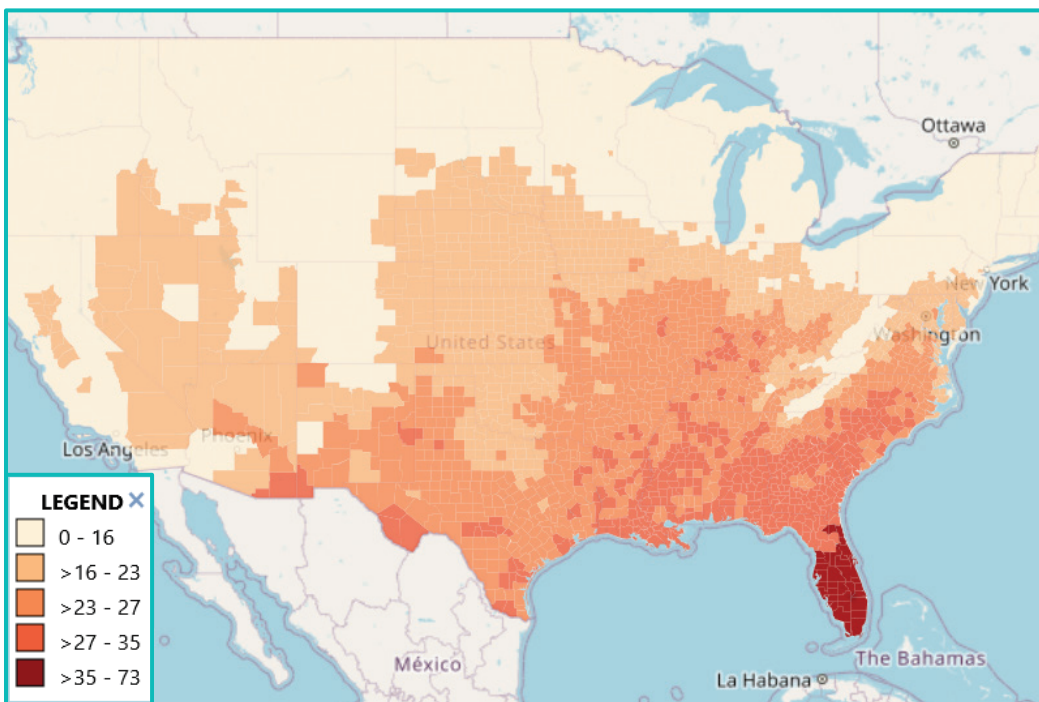 Ottawa
New York
United States
Washington
Los Angeles
Phoenix
LEGEND ×
0 - 16
>16 - 23
>23 - 27
>27 - 35
>35 - 73
México
The Bahamas
La Habana